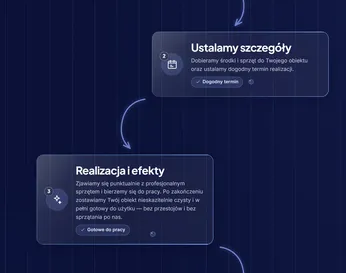 2
Ustalamy szczegóły
Dobieramy środki i sprzęt do Twojego obiektu
oraz ustalamy dogodny termin realizacji.
✓ Dogodny termin
3
Realizacja i efekty
Zjawiamy się punktualnie z profesjonalnym
sprzętem i bierzemy się do pracy. Po zakończeniu
zostawiamy Twój obiekt nieskazitelnie czysty i w
pełni gotowy do użytku — bez przestojów i bez
sprzątania po nas.
✓ Gotowe do pracy